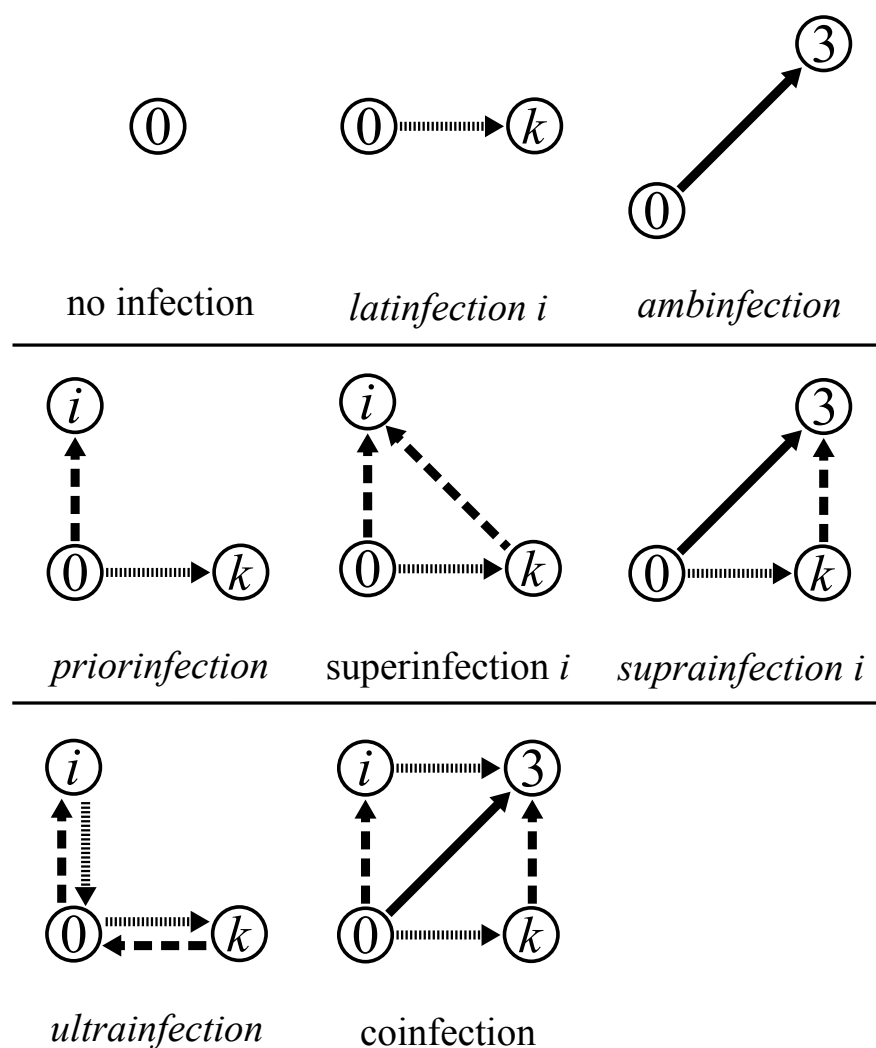 0
0 k
3
0
no infection
latinfection i
ambinfection
i
0 k
i
0 k
3
0 k
priorinfection
superinfection i
suprainfection i
i
0 k
i 3
0 k
ultrainfection
coinfection